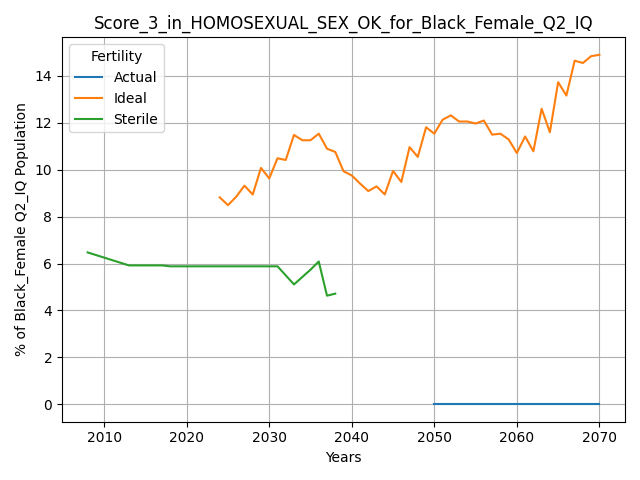 Score_3_in_HOMOSEXUAL_SEX_OK_for_Black_Female_Q2_IQ
Fertility
Actual
Ideal
Sterile
% of Black_Female Q2_IQ Population
14
12
10
8
6
4
2
0
2010 2020 2030 2040 2050 2060 2070
Years